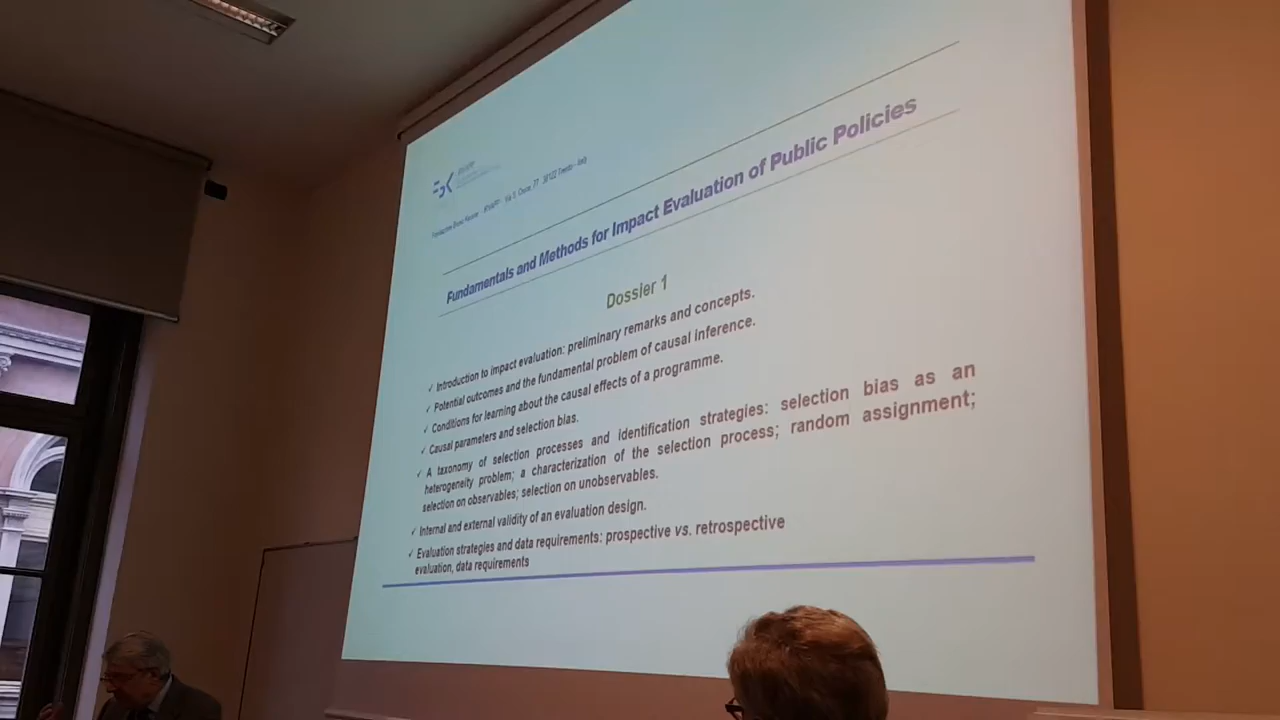 FBK
Fundamentals and Methods for Impact Evaluation of Public Policies
Dossier 1
✓ Introduction to impact evaluation: preliminary remarks and concepts.
✓ Potential outcomes and the fundamental problem of causal inference.
✓ Conditions for learning about the causal effects of a programme.
✓ Causal parameters and selection bias.
✓ A taxonomy of selection processes and identification strategies: selection bias as an
heterogeneity problem; a characterization of the selection process; random assignment;
selection on observables; selection on unobservables.
✓ Internal and external validity of an evaluation design.
✓ Evaluation strategies and data requirements: prospective vs. retrospective
evaluation, data requirements